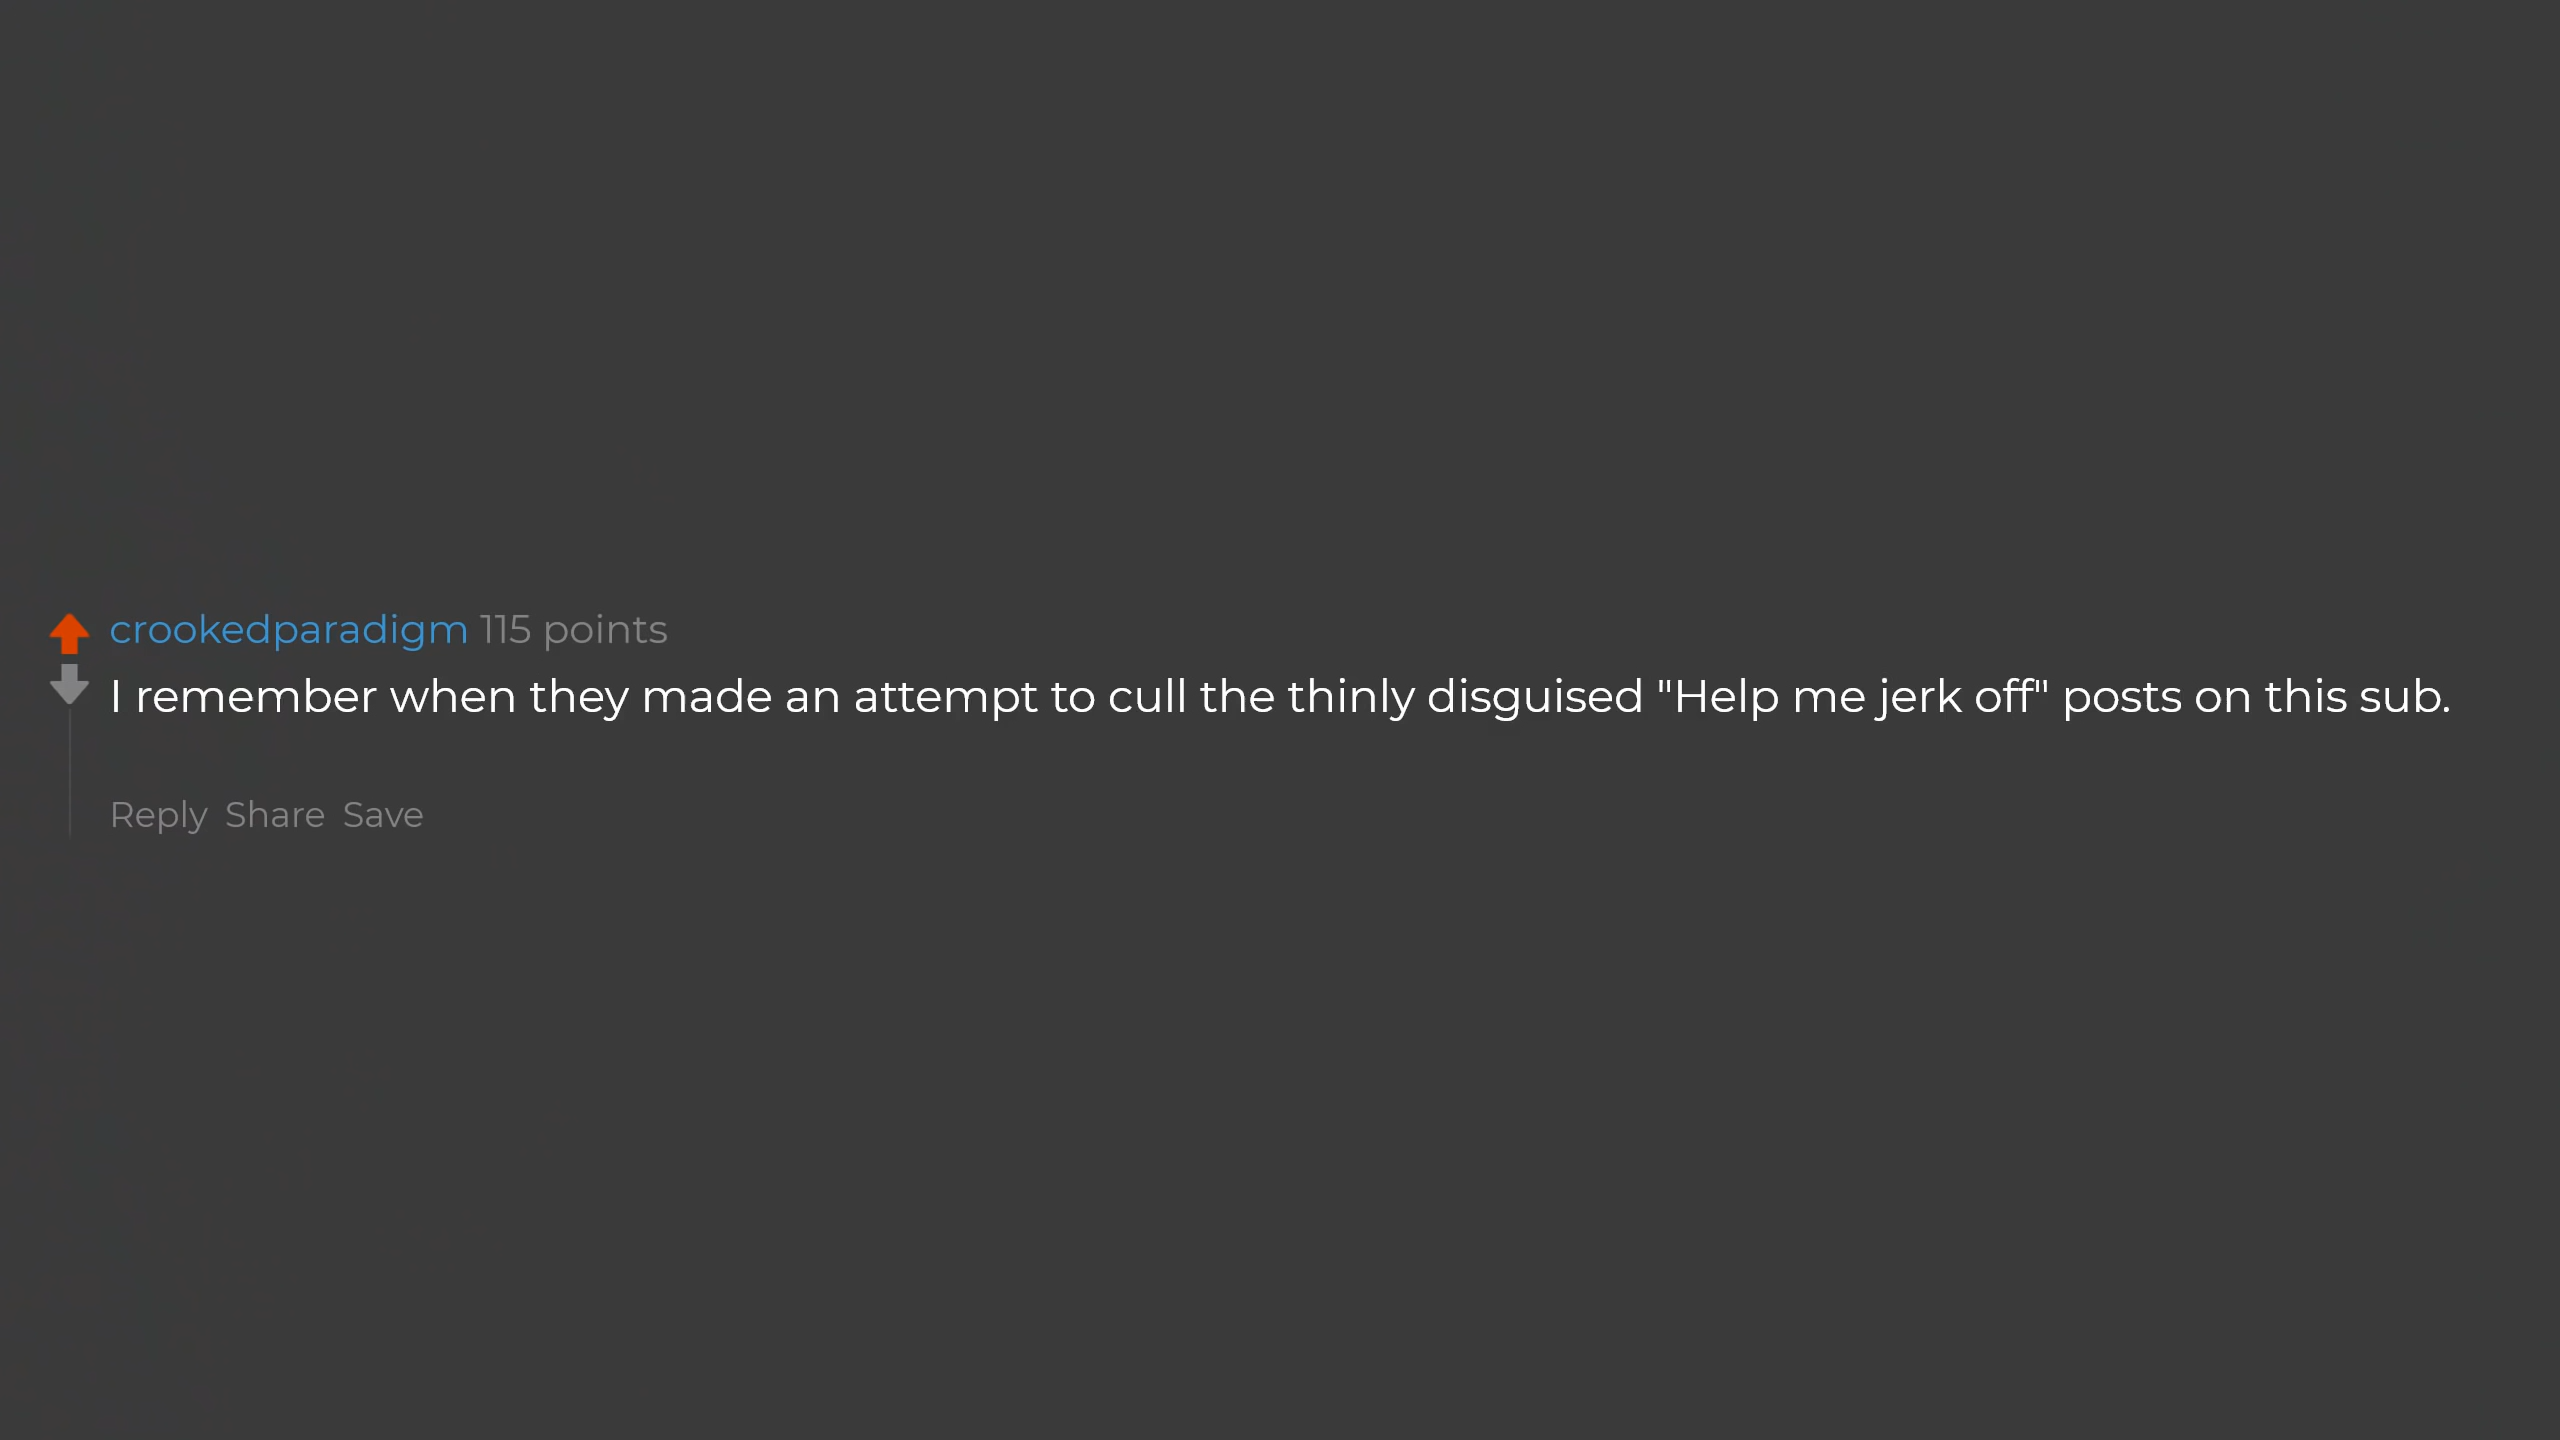 crookedparadigm 115 points
I remember when they made an attempt to cull the thinly disguised "Help me jerk off" posts on this sub.
Reply Share Save